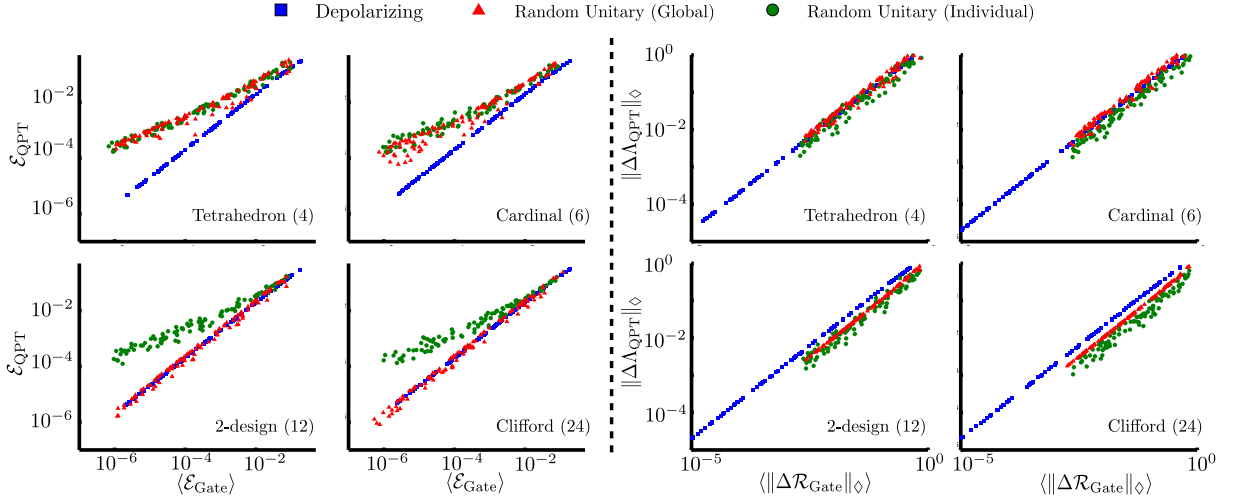 Depolarizing Random Unitary (Global) Random Unitary (Individual)
10^{-2}
10^{-4}
10^{-6}
ℰ_QPT
Tetrahedron (4)
Cardinal (6)
10^0
10^{-2}
10^{-4}
‖ΔΛ_QPT‖_◊
Tetrahedron (4)
Cardinal (6)
10^{-2}
10^{-4}
10^{-6}
ℰ_QPT
2-design (12)
Clifford (24)
10^{-6} 10^{-4} 10^{-2}
10^{-6} 10^{-4} 10^{-2}
⟨ℰ_Gate⟩
⟨ℰ_Gate⟩
10^0
10^{-2}
10^{-4}
‖ΔΛ_QPT‖_◊
2-design (12)
Clifford (24)
10^{-5} 10^0
10^{-5} 10^0
⟨‖Δℛ_Gate‖_◊⟩
⟨‖Δℛ_Gate‖_◊⟩